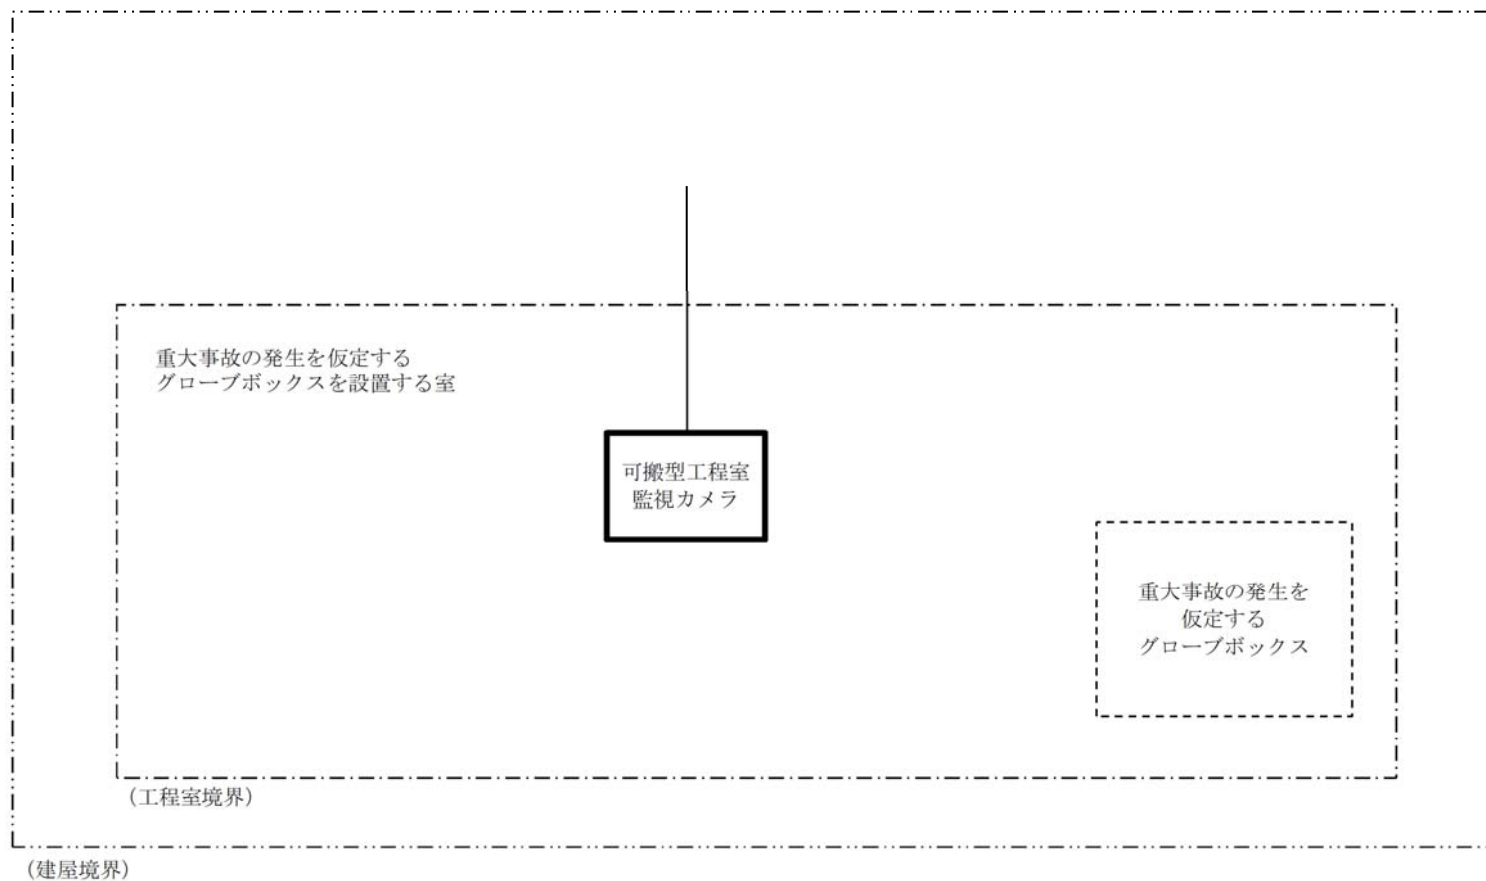 重大事故の発生を仮定する
グローブボックスを設置する室
可搬型工程室
監視カメラ
重大事故の発生を
仮定する
グローブボックス
（工程室境界）
（建屋境界）